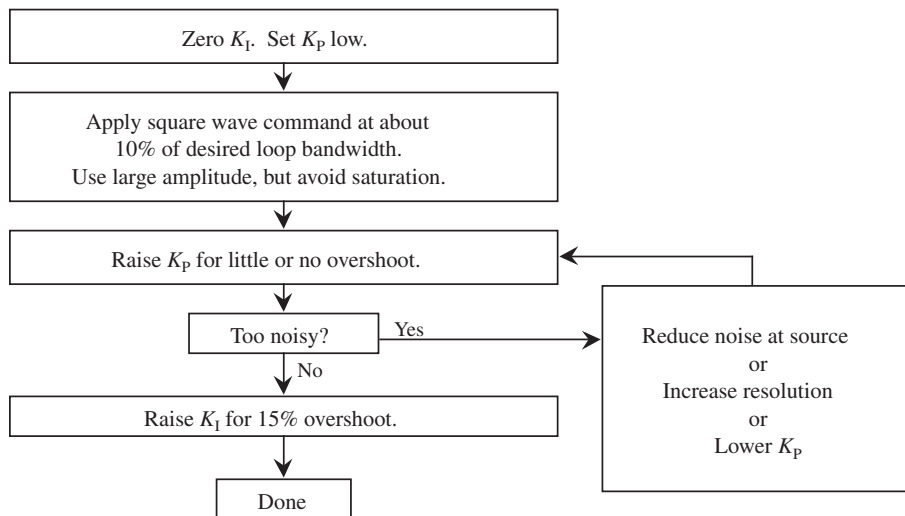 Zero K_I. Set K_P low.
Apply square wave command at about
10% of desired loop bandwidth.
Use large amplitude, but avoid saturation.
Raise K_P for little or no overshoot.
Too noisy?
Yes
No
Reduce noise at source
or
Increase resolution
or
Lower K_P
Raise K_I for 15% overshoot.
Done